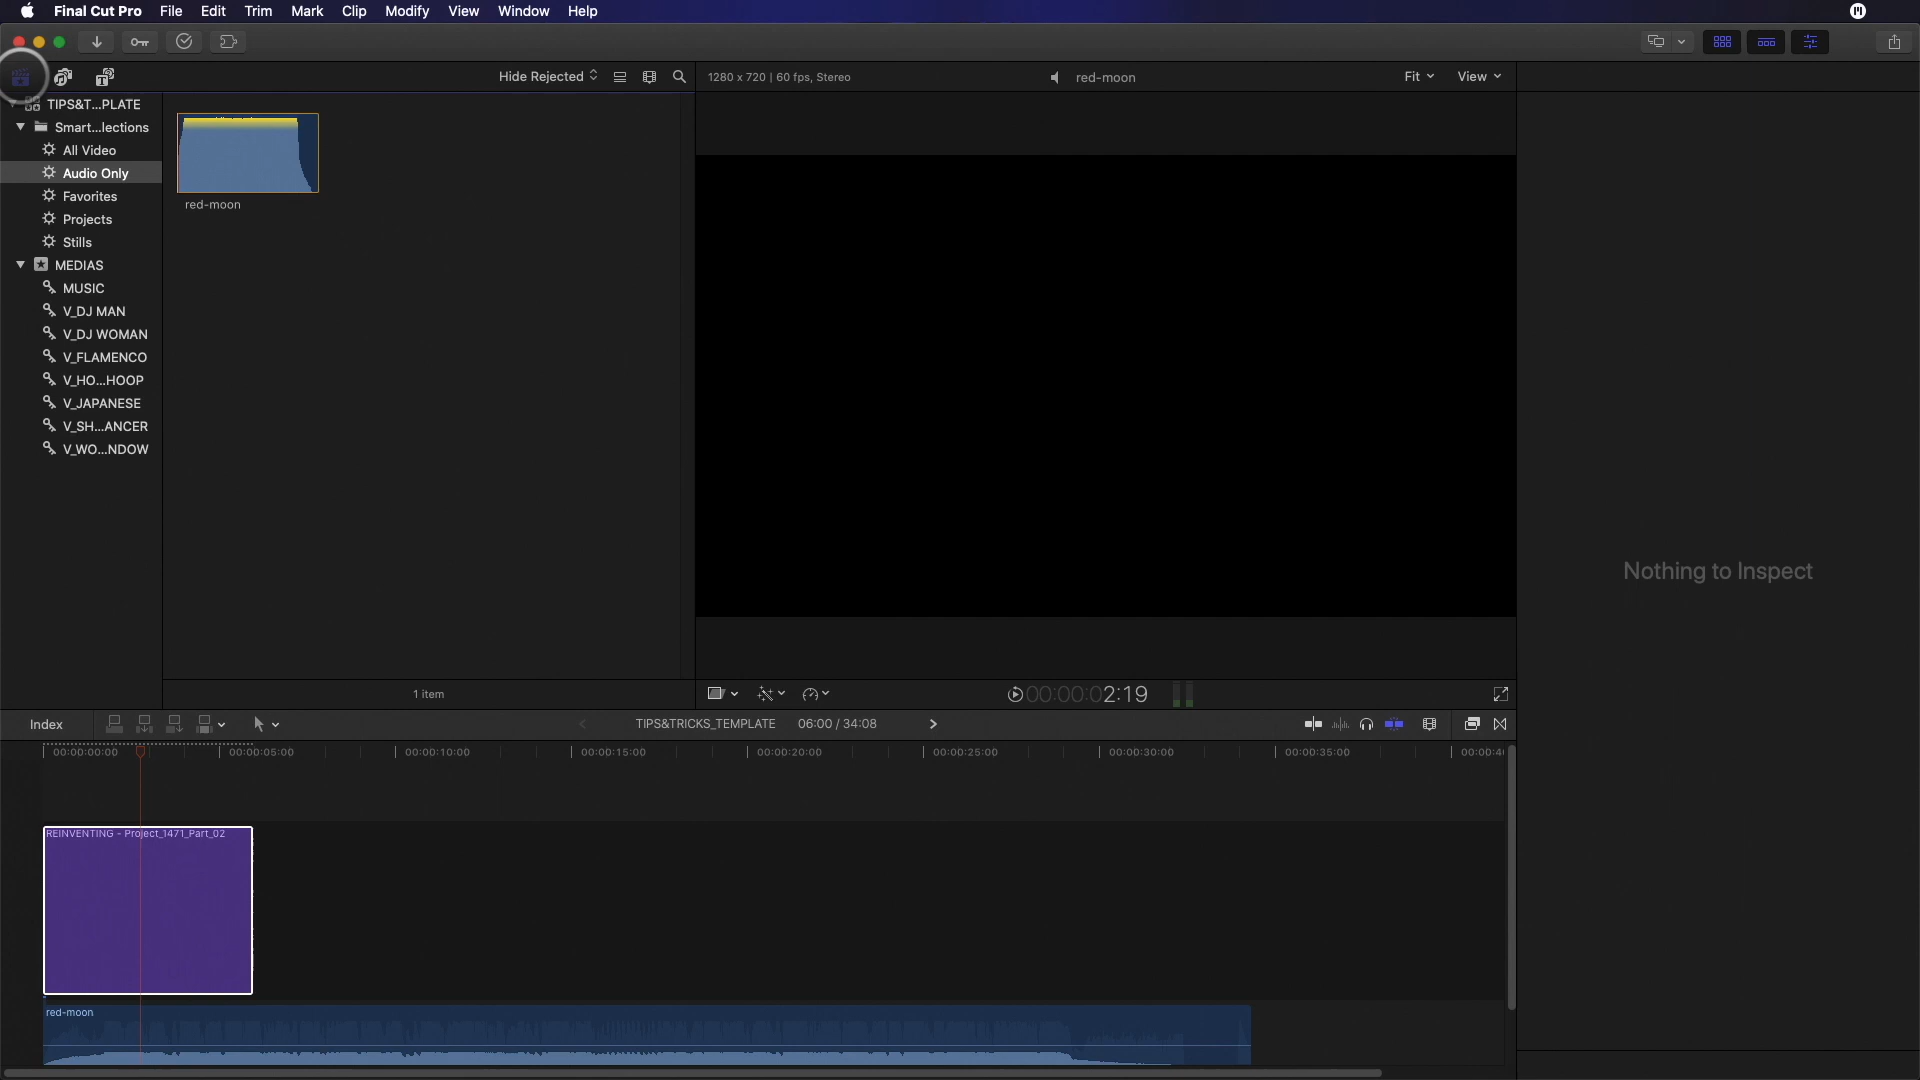 Final Cut Pro File Edit Trim Mark Clip Modify View Window Help
Hide Rejected
1280 x 720 | 60 fps, Stereo
red-moon
Fit
View
TIPS&T...PLATE
Smart...lections
All Video
Audio Only
Favorites
Projects
Stills
MEDIAS
MUSIC
V_DJ MAN
V_DJ WOMAN
V_FLAMENCO
V_HO...HOOP
V_JAPANESE
V_SH...ANCER
V_WO...NDOW
red-moon
Nothing to Inspect
1 item
00:00:02:19
Index
TIPS&TRICKS_TEMPLATE
06:00 / 34:08
00:00:00:00
00:00:05:00
00:00:10:00
00:00:15:00
00:00:20:00
00:00:25:00
00:00:30:00
00:00:35:00
00:00:4
REINVENTING - Project_1471_Part_02
red-moon